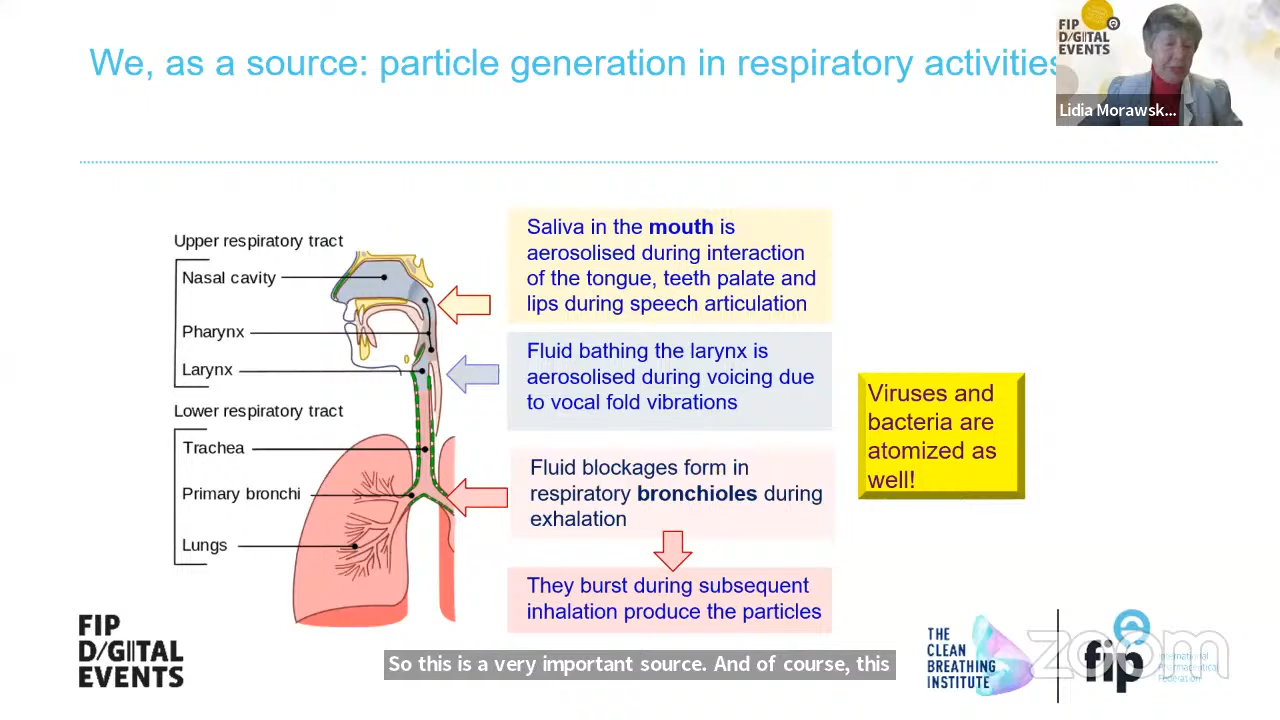 We, as a source: particle generation in respiratory activities
FIP
D/GITAL
EVENTS
Lidia Morawsk...
Upper respiratory tract
Nasal cavity
Pharynx
Larynx
Lower respiratory tract
Trachea
Primary bronchi
Lungs
Saliva in the mouth is
aerosolised during interaction
of the tongue, teeth palate and
lips during speech articulation
Fluid bathing the larynx is
aerosolised during voicing due
to vocal fold vibrations
Fluid blockages form in
respiratory bronchioles during
exhalation
They burst during subsequent
inhalation produce the particles
Viruses and
bacteria are
atomized as
well!
FIP
D/GITAL
EVENTS
THE
CLEAN
BREATHING
INSTITUTE
fip
International
Pharmaceutical
Federation
zoom
So this is a very important source. And of course, this